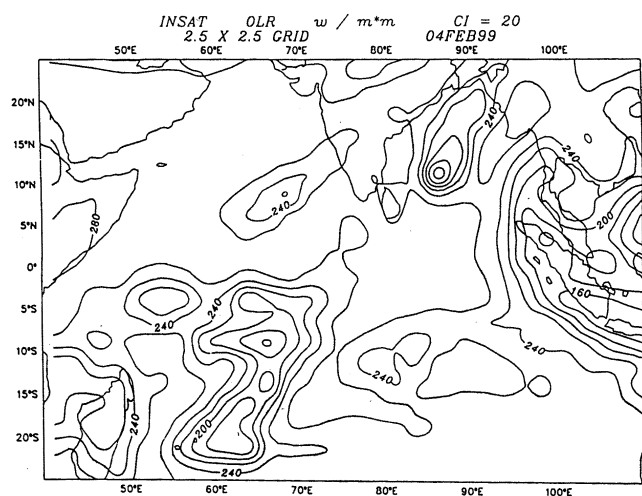 INSAT OLR w / m*m CI = 20
2.5 X 2.5 GRID 04FEB99
50°E 60°E 70°E 80°E 90°E 100°E
20°N
15°N
10°N
5°N
0°
5°S
10°S
15°S
20°S
240
240
240
200
280
240
240
240
160
240
240
240
200
240
50°E 60°E 70°E 80°E 90°E 100°E